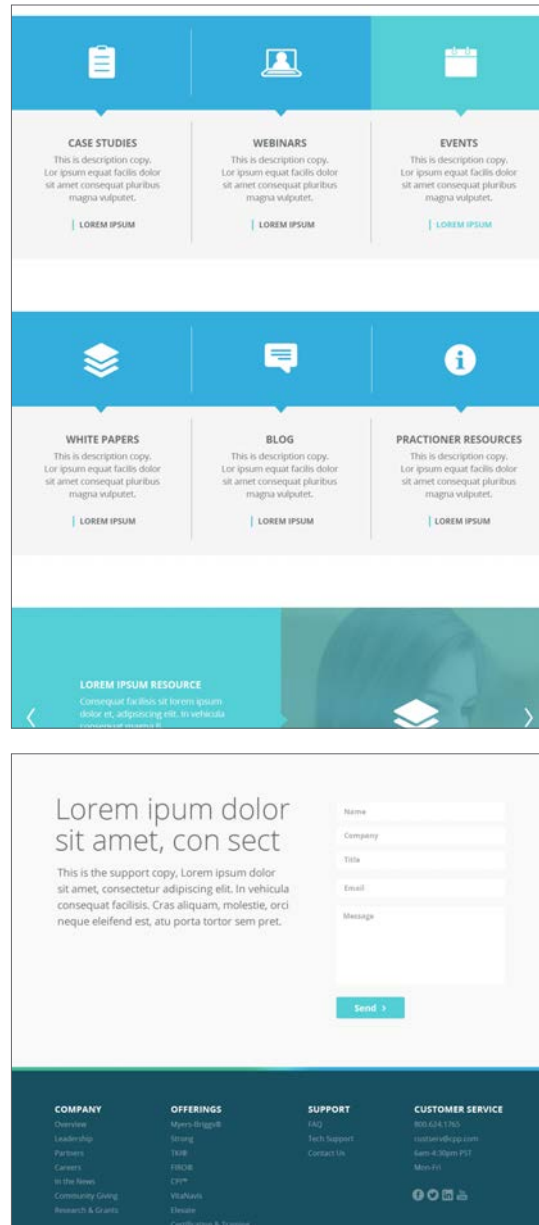 CASE STUDIES
This is description copy.
Lor ipsum equat facilis dolor
sit amet consequat pluribus
magna vulputet.
LOREM IPSUM
WEBINARS
This is description copy.
Lor ipsum equat facilis dolor
sit amet consequat pluribus
magna vulputet.
LOREM IPSUM
EVENTS
This is description copy.
Lor ipsum equat facilis dolor
sit amet consequat pluribus
magna vulputet.
LOREM IPSUM
WHITE PAPERS
This is description copy.
Lor ipsum equat facilis dolor
sit amet consequat pluribus
magna vulputet.
LOREM IPSUM
BLOG
This is description copy.
Lor ipsum equat facilis dolor
sit amet consequat pluribus
magna vulputet.
LOREM IPSUM
PRACTIONER RESOURCES
This is description copy.
Lor ipsum equat facilis dolor
sit amet consequat pluribus
magna vulputet.
LOREM IPSUM
LOREM IPSUM RESOURCE
Consequat facilisis sit lorem ipsum
dolor et, adipiscing elit. In vehicula
consequat magna
Lorem ipum dolor
sit amet, con sect
This is the support copy, Lorem ipsum dolor
sit amet, consectetur adipiscing elit. In vehicula
consequat facilisis. Cras aliquam, molestie, orci
neque eleifend est, atu porta tortor sem pret.
Name
Company
Title
Email
Message
Send >
COMPANY
Overview
Leadership
Partners
Careers
In the News
Community Giving
Research & Grants
OFFERINGS
Myers-Briggs®
Strong
TKI®
FIRO®
CPI™
VitaNavis
Elevate
Certification & Training
SUPPORT
FAQ
Tech Support
Contact Us
CUSTOMER SERVICE
800.624.1765
custserv@cpp.com
6am-4:30pm PST
Mon-Fri